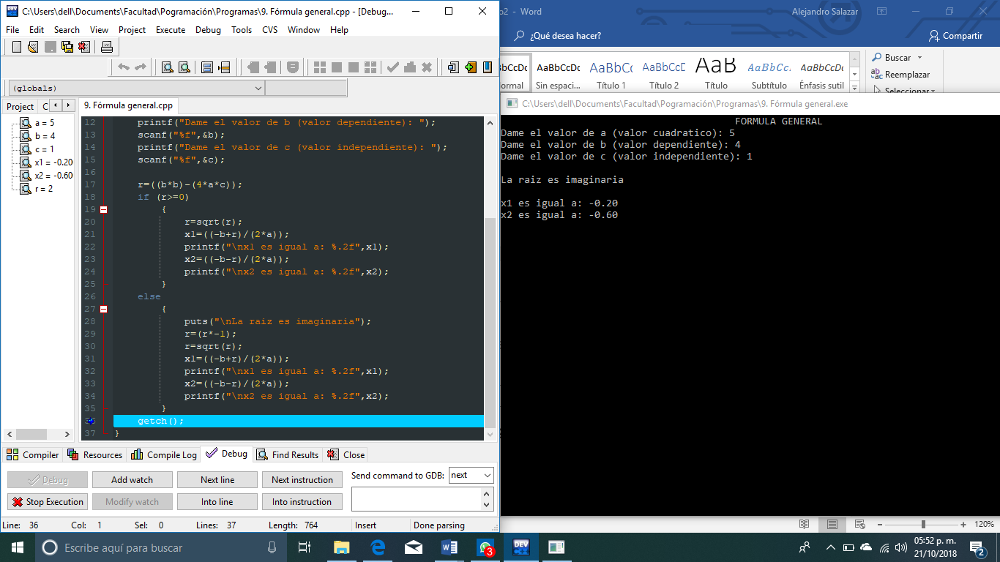 C:\Users\dell\Documents\Facultad\Pogramación\Programas\9. Fórmula general.cpp - [Debug...
File Edit Search View Project Execute Debug Tools CVS Window Help
(globals)
Project C
9. Fórmula general.cpp
a = 5
b = 4
c = 1
x1 = -0.20
x2 = -0.60
r = 2
12 printf("Dame el valor de b (valor dependiente): ");
13 scanf("%f",&b);
14 printf("Dame el valor de c (valor independiente): ");
15 scanf("%f",&c);
16
17 r=((b*b)-(4*a*c));
18 if (r>=0)
19 {
20 r=sqrt(r);
21 x1=((-b+r)/(2*a));
22 printf("\nx1 es igual a: %.2f",x1);
23 x2=((-b-r)/(2*a));
24 printf("\nx2 es igual a: %.2f",x2);
25 }
26 else
27 {
28 puts("\nLa raiz es imaginaria");
29 r=(r*-1);
30 r=sqrt(r);
31 x1=((-b+r)/(2*a));
32 printf("\nx1 es igual a: %.2f",x1);
33 x2=((-b-r)/(2*a));
34 printf("\nx2 es igual a: %.2f",x2);
35 }
getch();
37 }
Compiler Resources Compile Log Debug Find Results Close
Debug Add watch Next line Next instruction Send command to GDB: next
Stop Execution Modify watch Into line Into instruction
Line: 36 Col: 1 Sel: 0 Lines: 37 Length: 764 Insert Done parsing
o2 - Word Alejandro Salazar
¿Qué desea hacer? Compartir
AaBbCcDc AaBbCc AaBbCcD AaB AaBbCc. AaBbCcDc
ormal Sin espaci... Título 1 Título 2 Título Subtítulo Énfasis sutil
Buscar
Reemplazar
Seleccionar
C:\Users\dell\Documents\Facultad\Pogramación\Programas\9. Fórmula general.exe
FORMULA GENERAL
Dame el valor de a (valor cuadratico): 5
Dame el valor de b (valor dependiente): 4
Dame el valor de c (valor independiente): 1
La raiz es imaginaria
x1 es igual a: -0.20
x2 es igual a: -0.60
120%
Escribe aquí para buscar
3
DEV
05:52 p. m.
21/10/2018
2